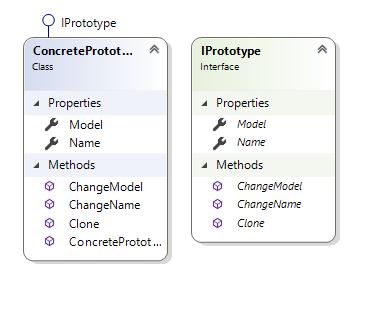 IPrototype
ConcreteProtot...
Class
Properties
Model
Name
Methods
ChangeModel
ChangeName
Clone
ConcretePrototot...
IPrototype
Interface
Properties
Model
Name
Methods
ChangeModel
ChangeName
Clone